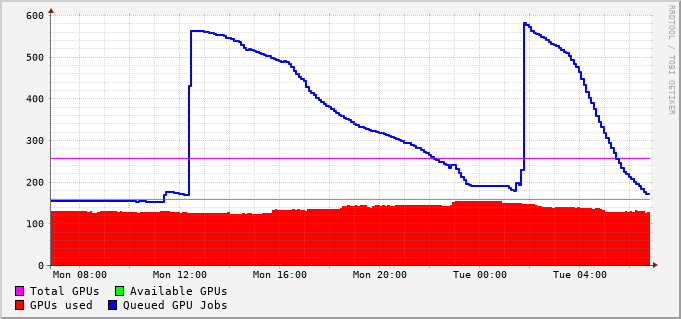 600
500
400
300
200
100
0
Mon 08:00 Mon 12:00 Mon 16:00 Mon 20:00 Tue 00:00 Tue 04:00
Total GPUs Available GPUs
GPUs used Queued GPU Jobs
RRDTOOL / TOBI OETIKER